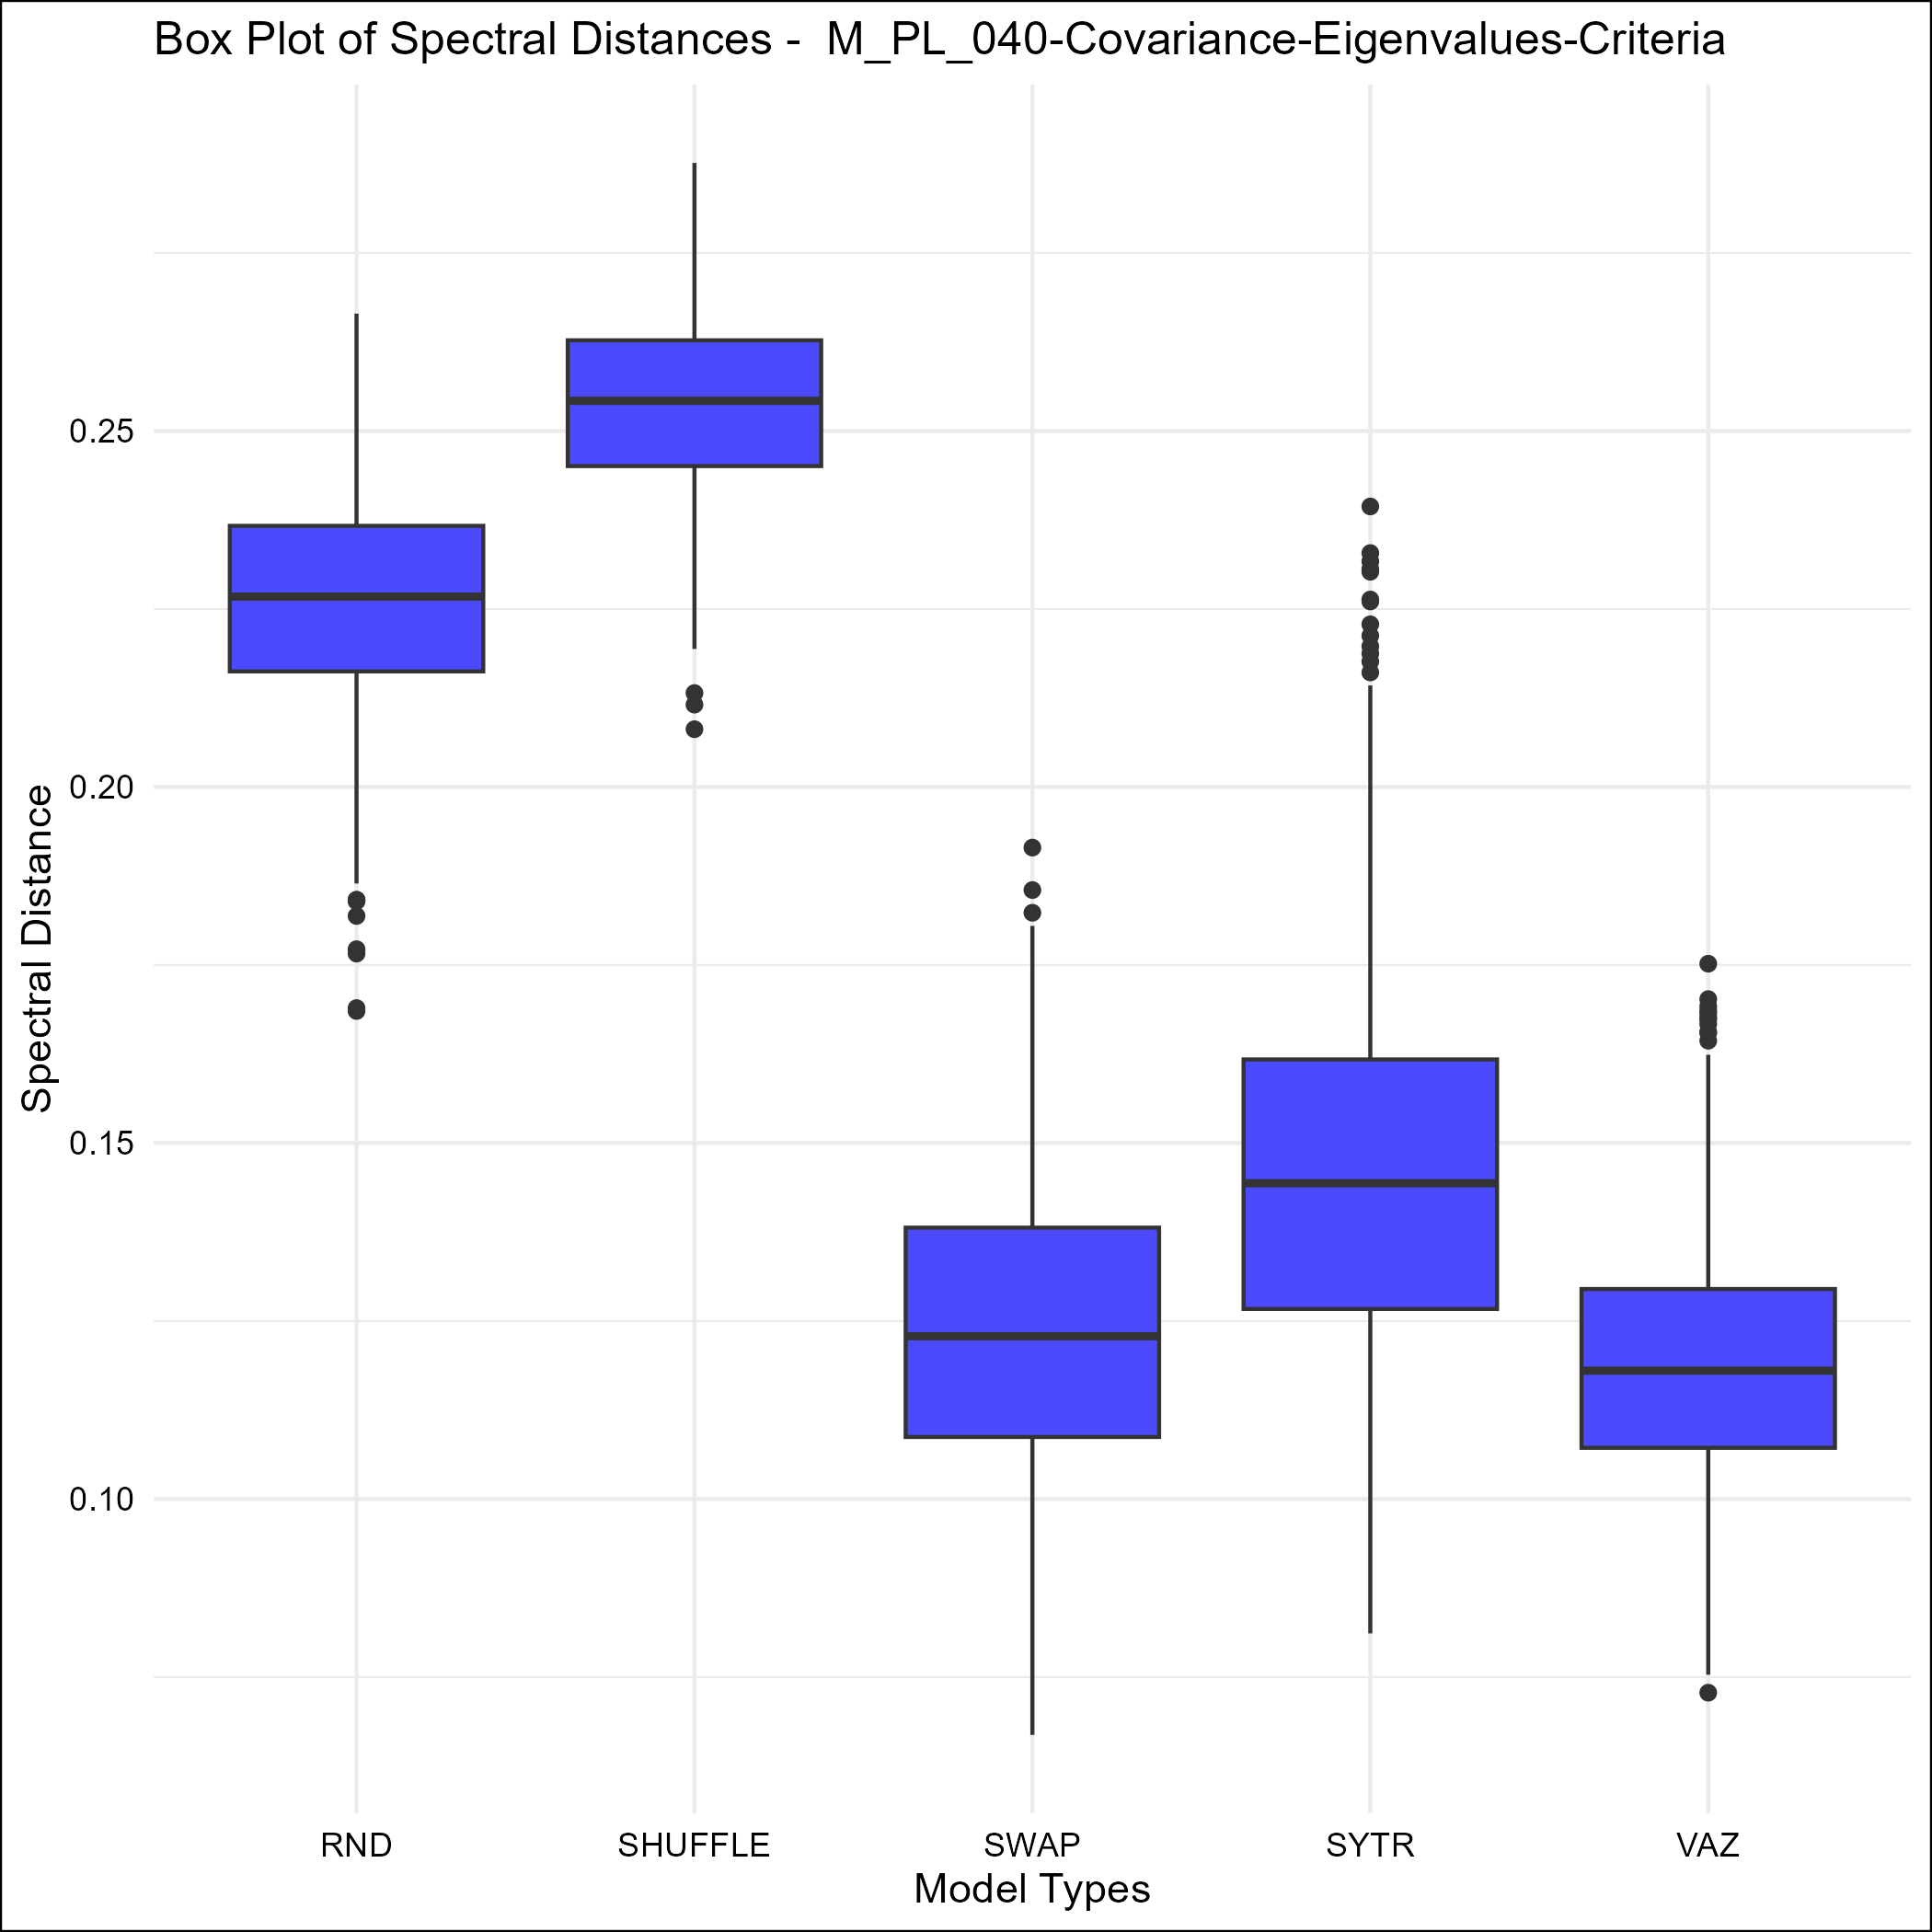 Box Plot of Spectral Distances -  M_PL_040-Covariance-Eigenvalues-Criteria
Spectral Distance
0.25
0.20
0.15
0.10
RND
SHUFFLE
SWAP
SYTR
VAZ
Model Types